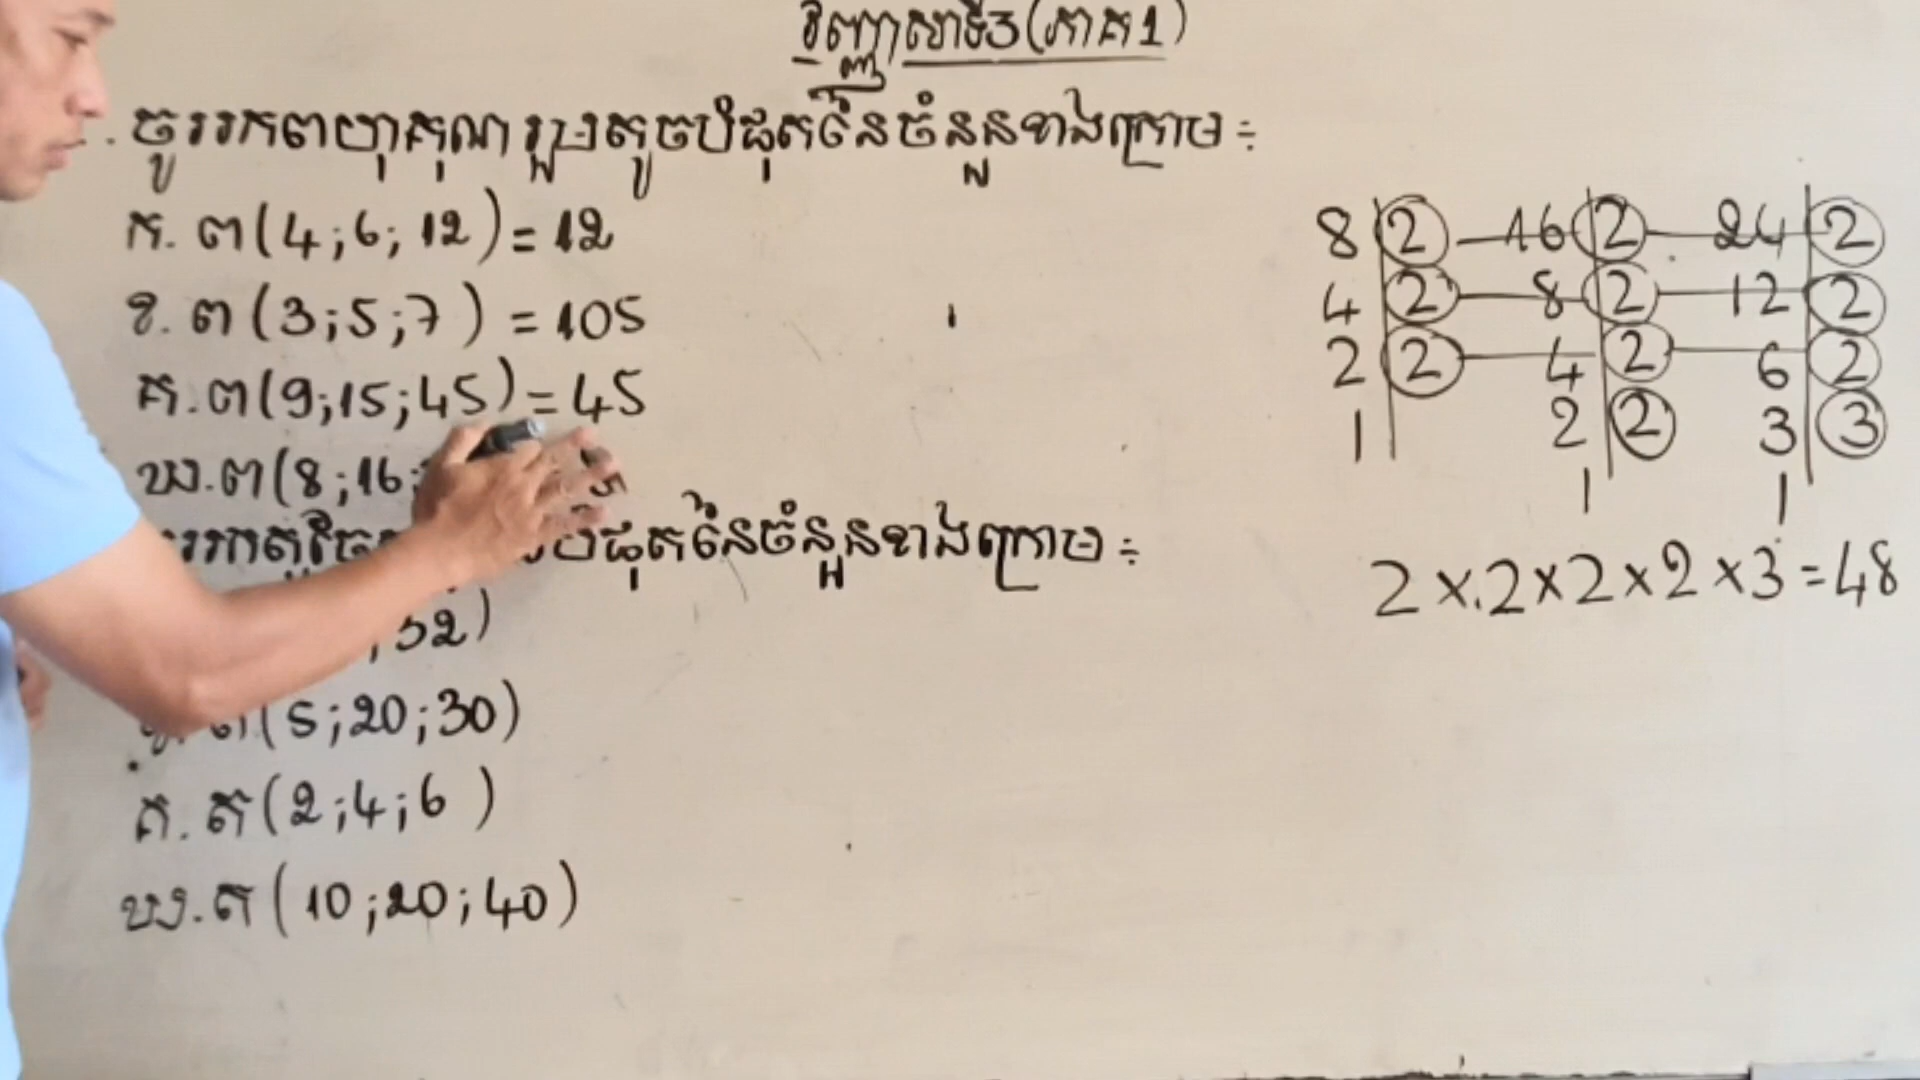 វិញ្ញាសាទី3(ភាគ1)
ចូររកពហុគុណរួមតូចបំផុតនៃចំនួនខាងក្រោម ÷
ក. ព(4;6;12)=12
ខ. ព(3;5;7) = 105
គ. ព(9;15;45)=45
ឃ. ព(8;16;
បំផុតនៃចំនួនខាងក្រោម ÷
;32)
(5;20;30)
គ. ត(2;4;6)
ឃ. ត(10;20;40)
8 2 16 2 24 2
4 2 8 2 12 2
2 2 4 2 6 2
1 2 2 3 3
1 1
2×2×2×2×3=48